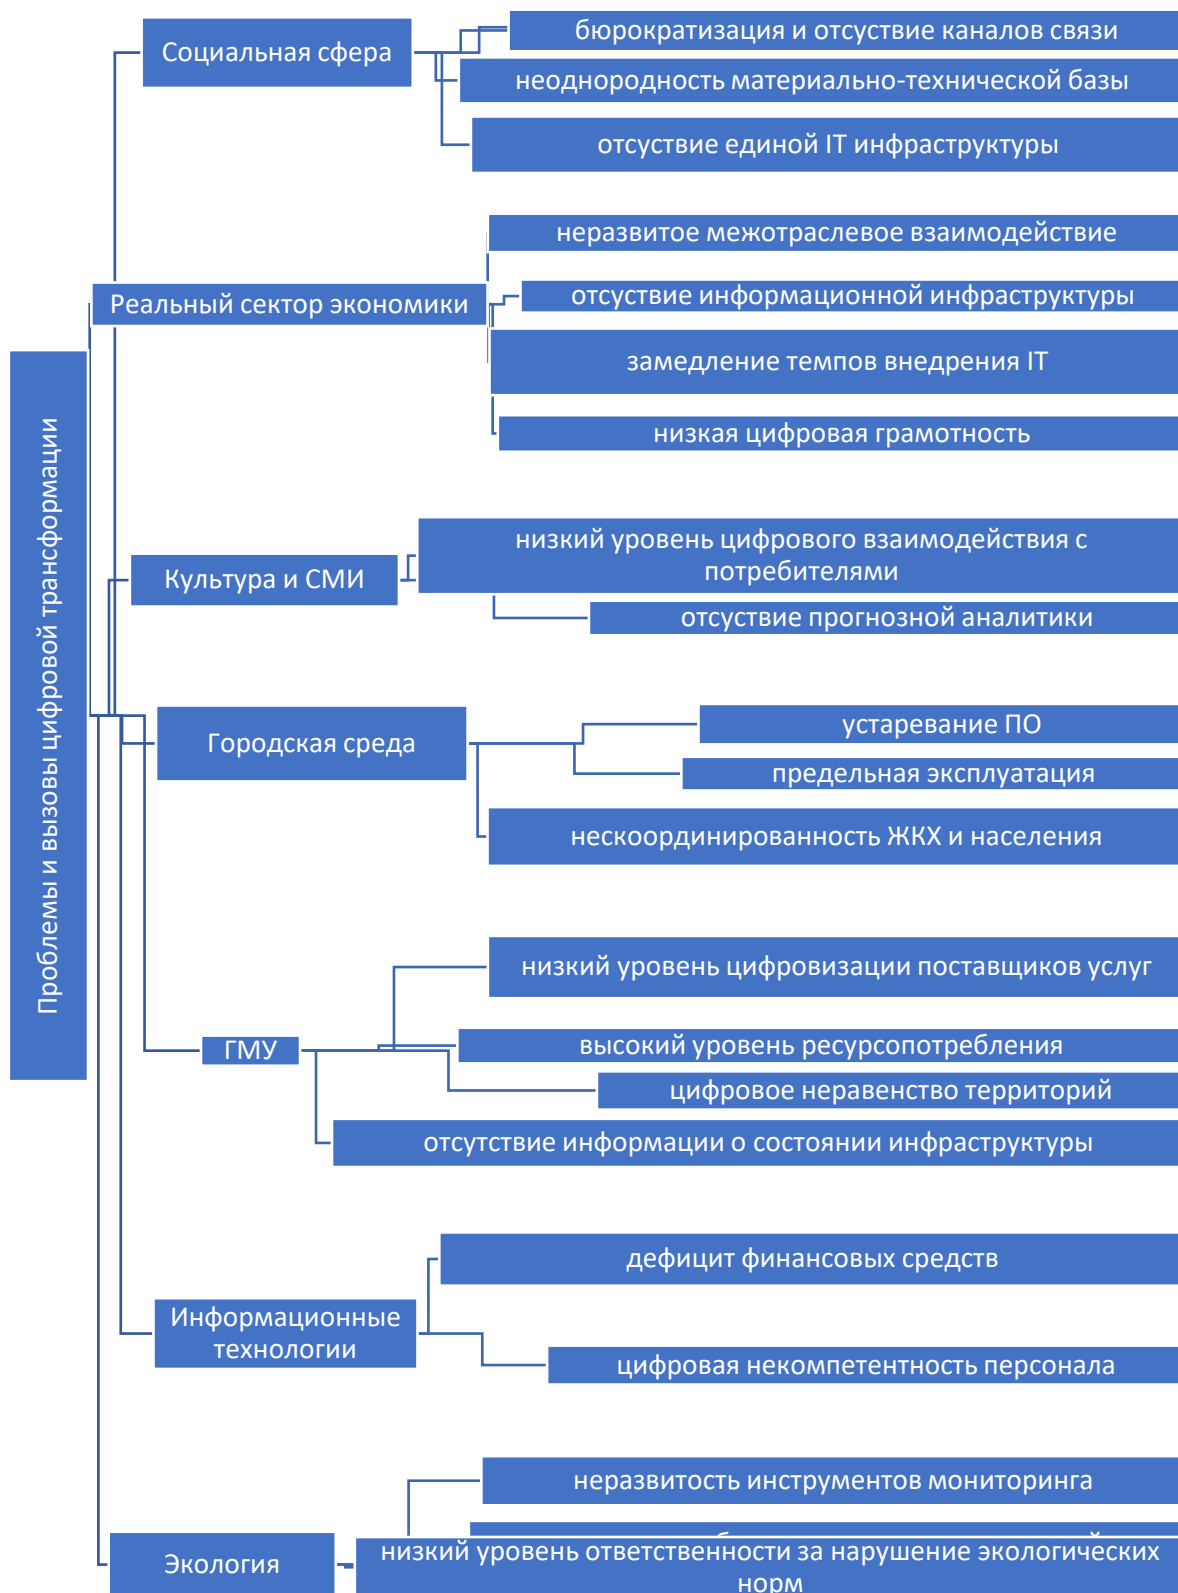 Проблемы и вызовы цифровой трансформации
Социальная сфера
бюрократизация и отсуствие каналов связи
неоднородность материально-технической базы
отсуствие единой IT инфраструктуры
Реальный сектор экономики
неразвитое межотраслевое взаимодействие
отсуствие информационной инфраструктуры
замедление темпов внедрения IT
низкая цифровая грамотность
Культура и СМИ
низкий уровень цифрового взаимодействия с
потребителями
отсуствие прогнозной аналитики
Городская среда
устаревание ПО
предельная эксплуатация
нескоординированность ЖКХ и населения
ГМУ
низкий уровень цифровизации поставщиков услуг
высокий уровень ресурсопотребления
цифровое неравенство территорий
отсутствие информации о состоянии инфраструктуры
Информационные
технологии
дефицит финансовых средств
цифровая некомпетентность персонала
Экология
неразвитость инструментов мониторинга
низкий уровень ответственности за нарушение экологических
норм